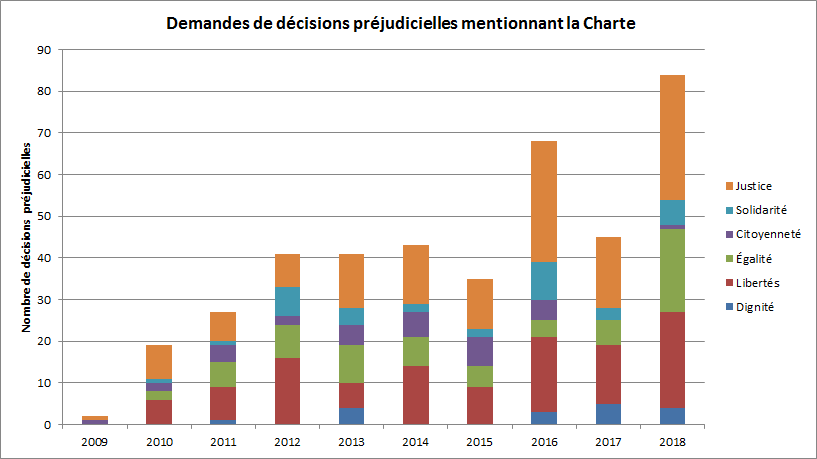 Demandes de décisions préjudicielles mentionnant la Charte
Nombre de décisions préjudicielles
90
80
70
60
50
40
30
20
10
0
2009 2010 2011 2012 2013 2014 2015 2016 2017 2018
Justice
Solidarité
Citoyenneté
Égalité
Libertés
Dignité